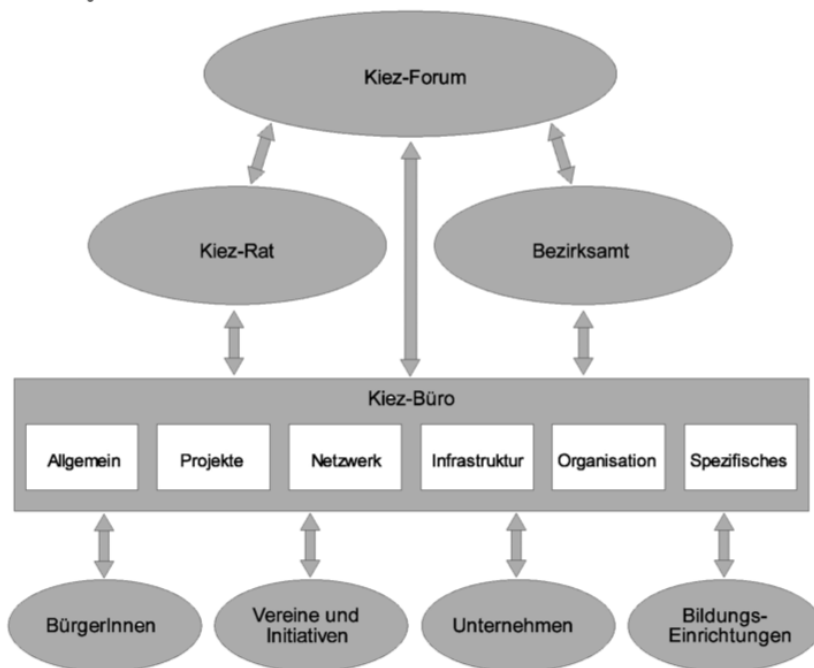 Kiez-Forum
Kiez-Rat
Bezirksamt
Kiez-Büro
Allgemein
Projekte
Netzwerk
Infrastruktur
Organisation
Spezifisches
BürgerInnen
Vereine und
Initiativen
Unternehmen
Bildungs-
Einrichtungen